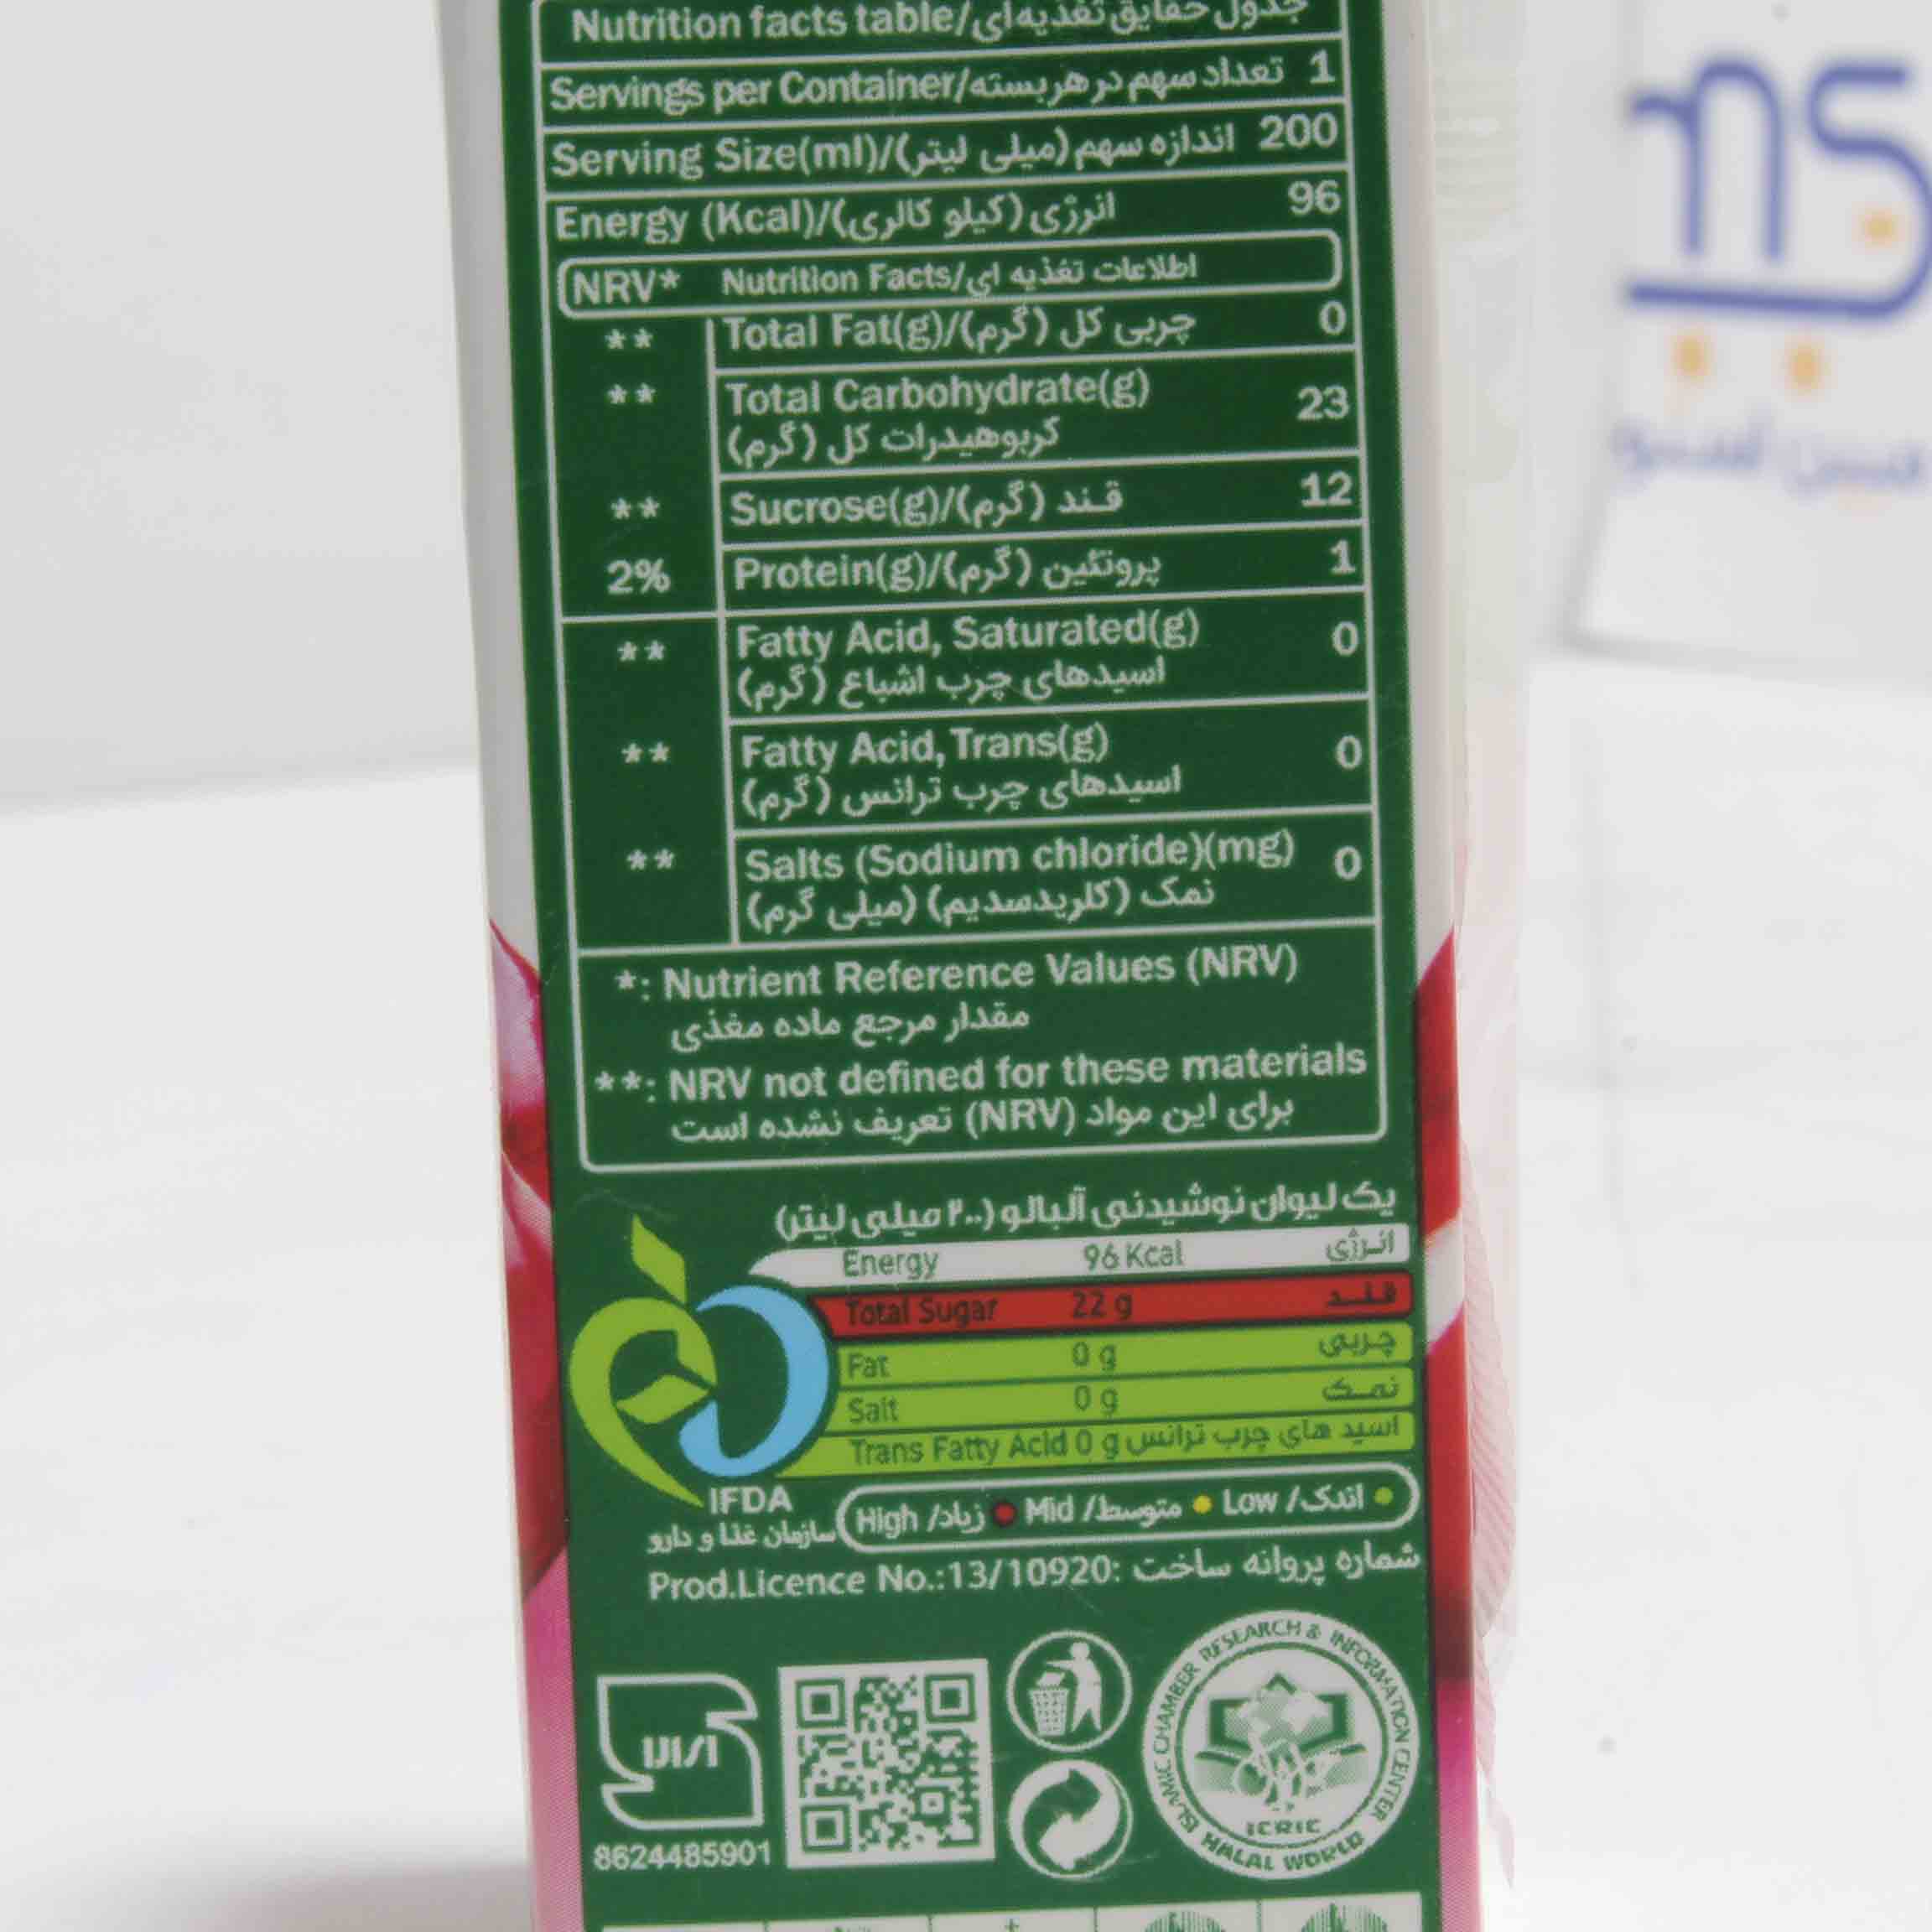 Nutrition facts table/جدول حقایق تغذیه‌ای
Servings per Container/تعداد سهم در هر بسته 1
Serving Size(ml)/اندازه سهم (میلی لیتر) 200
Energy (Kcal)/انرژی (کیلو کالری) 96
NRV* Nutrition Facts/اطلاعات تغذیه ای
** Total Fat(g)/چربی کل (گرم) 0
** Total Carbohydrate(g) 23
کربوهیدرات کل (گرم)
** Sucrose(g)/قند (گرم) 12
2% Protein(g)/پروتئین (گرم) 1
** Fatty Acid, Saturated(g) 0
اسیدهای چرب اشباع (گرم)
** Fatty Acid, Trans(g) 0
اسیدهای چرب ترانس (گرم)
** Salts (Sodium chloride)(mg) 0
نمک (کلریدسدیم) (میلی گرم)
*: Nutrient Reference Values (NRV)
مقدار مرجع ماده مغذی
**: NRV not defined for these materials
برای این مواد (NRV) تعریف نشده است
یک لیوان نوشیدنی آلبالو (۲۰۰ میلی لیتر)
Energy 96 Kcal انرژی
Total Sugar 22 g قند
Fat 0 g چربی
Salt 0 g نمک
Trans Fatty Acid 0 g اسید های چرب ترانس
IFDA
سازمان غذا و دارو
High /زیاد Mid /متوسط Low /اندک
Prod.Licence No.:13/10920: شماره پروانه ساخت
8624485901
ISLAMIC CHAMBER RESEARCH & INFORMATION CENTER
ICRIC
HALAL WORLD
ns